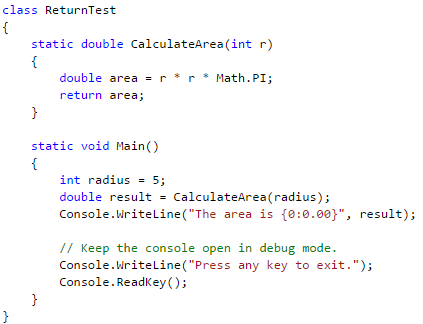 class ReturnTest
{
    static double CalculateArea(int r)
    {
        double area = r * r * Math.PI;
        return area;
    }

    static void Main()
    {
        int radius = 5;
        double result = CalculateArea(radius);
        Console.WriteLine("The area is {0:0.00}", result);

        // Keep the console open in debug mode.
        Console.WriteLine("Press any key to exit.");
        Console.ReadKey();
    }
}